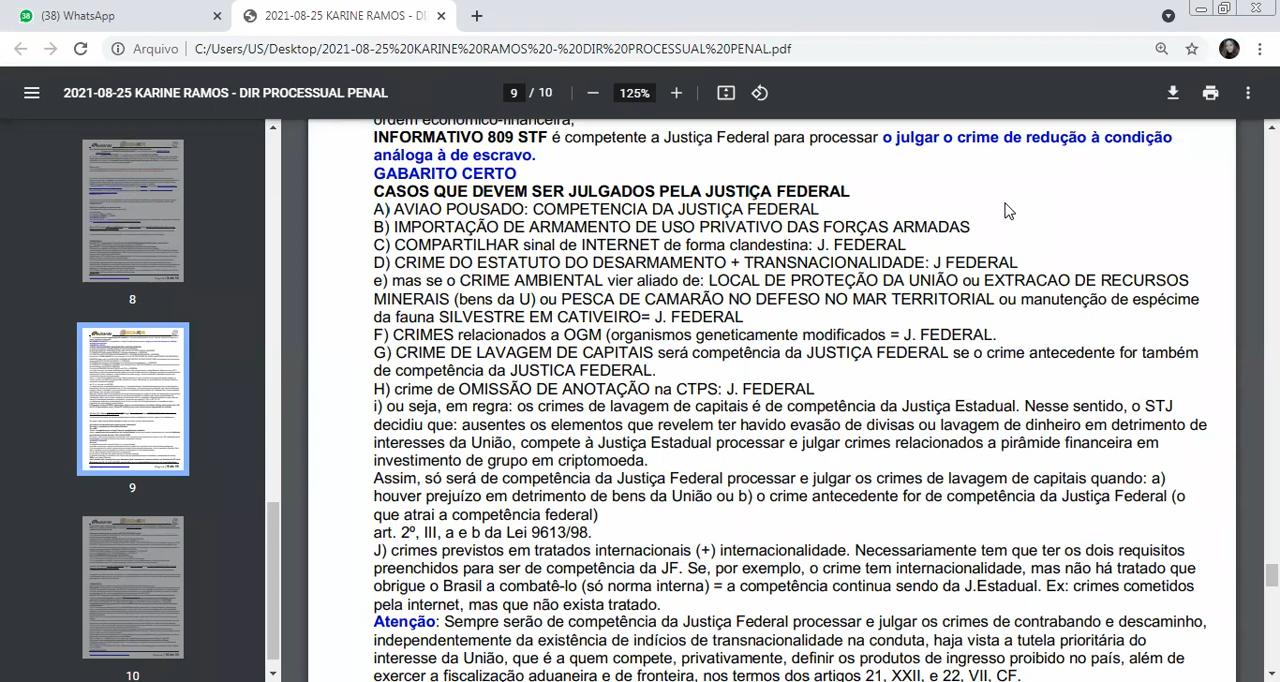 (38) WhatsApp
2021-08-25 KARINE RAMOS - DI
Arquivo
C:/Users/US/Desktop/2021-08-25%20KARINE%20RAMOS%20-%20DIR%20PROCESSUAL%20PENAL.pdf
2021-08-25 KARINE RAMOS - DIR PROCESSUAL PENAL
9 / 10
125%
8
9
10
ordem econômico-financeira;
INFORMATIVO 809 STF é competente a Justiça Federal para processar o julgar o crime de redução à condição
análoga à de escravo.
GABARITO CERTO
CASOS QUE DEVEM SER JULGADOS PELA JUSTIÇA FEDERAL
A) AVIAO POUSADO: COMPETENCIA DA JUSTIÇA FEDERAL
B) IMPORTAÇÃO DE ARMAMENTO DE USO PRIVATIVO DAS FORÇAS ARMADAS
C) COMPARTILHAR sinal de INTERNET de forma clandestina: J. FEDERAL
D) CRIME DO ESTATUTO DO DESARMAMENTO + TRANSNACIONALIDADE: J FEDERAL
e) mas se o CRIME AMBIENTAL vier aliado de: LOCAL DE PROTEÇÃO DA UNIÃO ou EXTRACAO DE RECURSOS
MINERAIS (bens da U) ou PESCA DE CAMARÃO NO DEFESO NO MAR TERRITORIAL ou manutenção de espécime
da fauna SILVESTRE EM CATIVEIRO= J. FEDERAL
F) CRIMES relacionados a OGM (organismos geneticamente modificados = J. FEDERAL.
G) CRIME DE LAVAGEM DE CAPITAIS será competência da JUSTIÇA FEDERAL se o crime antecedente for também
de competência da JUSTICA FEDERAL.
H) crime de OMISSÃO DE ANOTAÇÃO na CTPS: J. FEDERAL.
i) ou seja, em regra: os crimes de lavagem de capitais é de competência da Justiça Estadual. Nesse sentido, o STJ
decidiu que: ausentes os elementos que revelem ter havido evasão de divisas ou lavagem de dinheiro em detrimento de
interesses da União, compete à Justiça Estadual processar e julgar crimes relacionados a pirâmide financeira em
investimento de grupo em criptomoeda.
Assim, só será de competência da Justiça Federal processar e julgar os crimes de lavagem de capitais quando: a)
houver prejuízo em detrimento de bens da União ou b) o crime antecedente for de competência da Justiça Federal (o
que atrai a competência federal)
art. 2º, III, a e b da Lei 9613/98.
J) crimes previstos em tratados internacionais (+) internacionalidade. Necessariamente tem que ter os dois requisitos
preenchidos para ser de competência da JF. Se, por exemplo, o crime tem internacionalidade, mas não há tratado que
obrigue o Brasil a combatê-lo (só norma interna) = a competência continua sendo da J.Estadual. Ex: crimes cometidos
pela internet, mas que não exista tratado.
Atenção: Sempre serão de competência da Justiça Federal processar e julgar os crimes de contrabando e descaminho,
independentemente da existência de indícios de transnacionalidade na conduta, haja vista a tutela prioritária do
interesse da União, que é a quem compete, privativamente, definir os produtos de ingresso proibido no país, além de
exercer a fiscalização aduaneira e de fronteira, nos termos dos artigos 21, XXII, e 22, VII, CF.